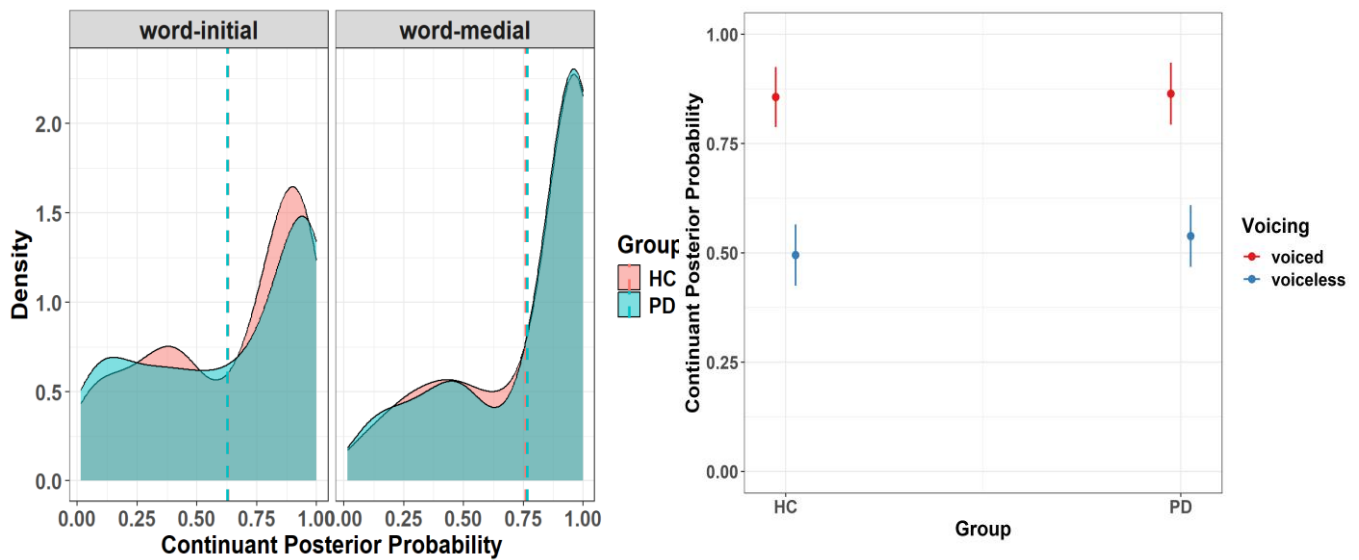 word-initial
word-medial
Density
2.0
1.5
1.0
0.5
0.0
0.00 0.25 0.50 0.75 1.00
0.00 0.25 0.50 0.75 1.00
Continuant Posterior Probability
Group
HC
PD
Continuant Posterior Probability
1.00
0.75
0.50
0.25
0.00
HC
PD
Group
Voicing
voiced
voiceless